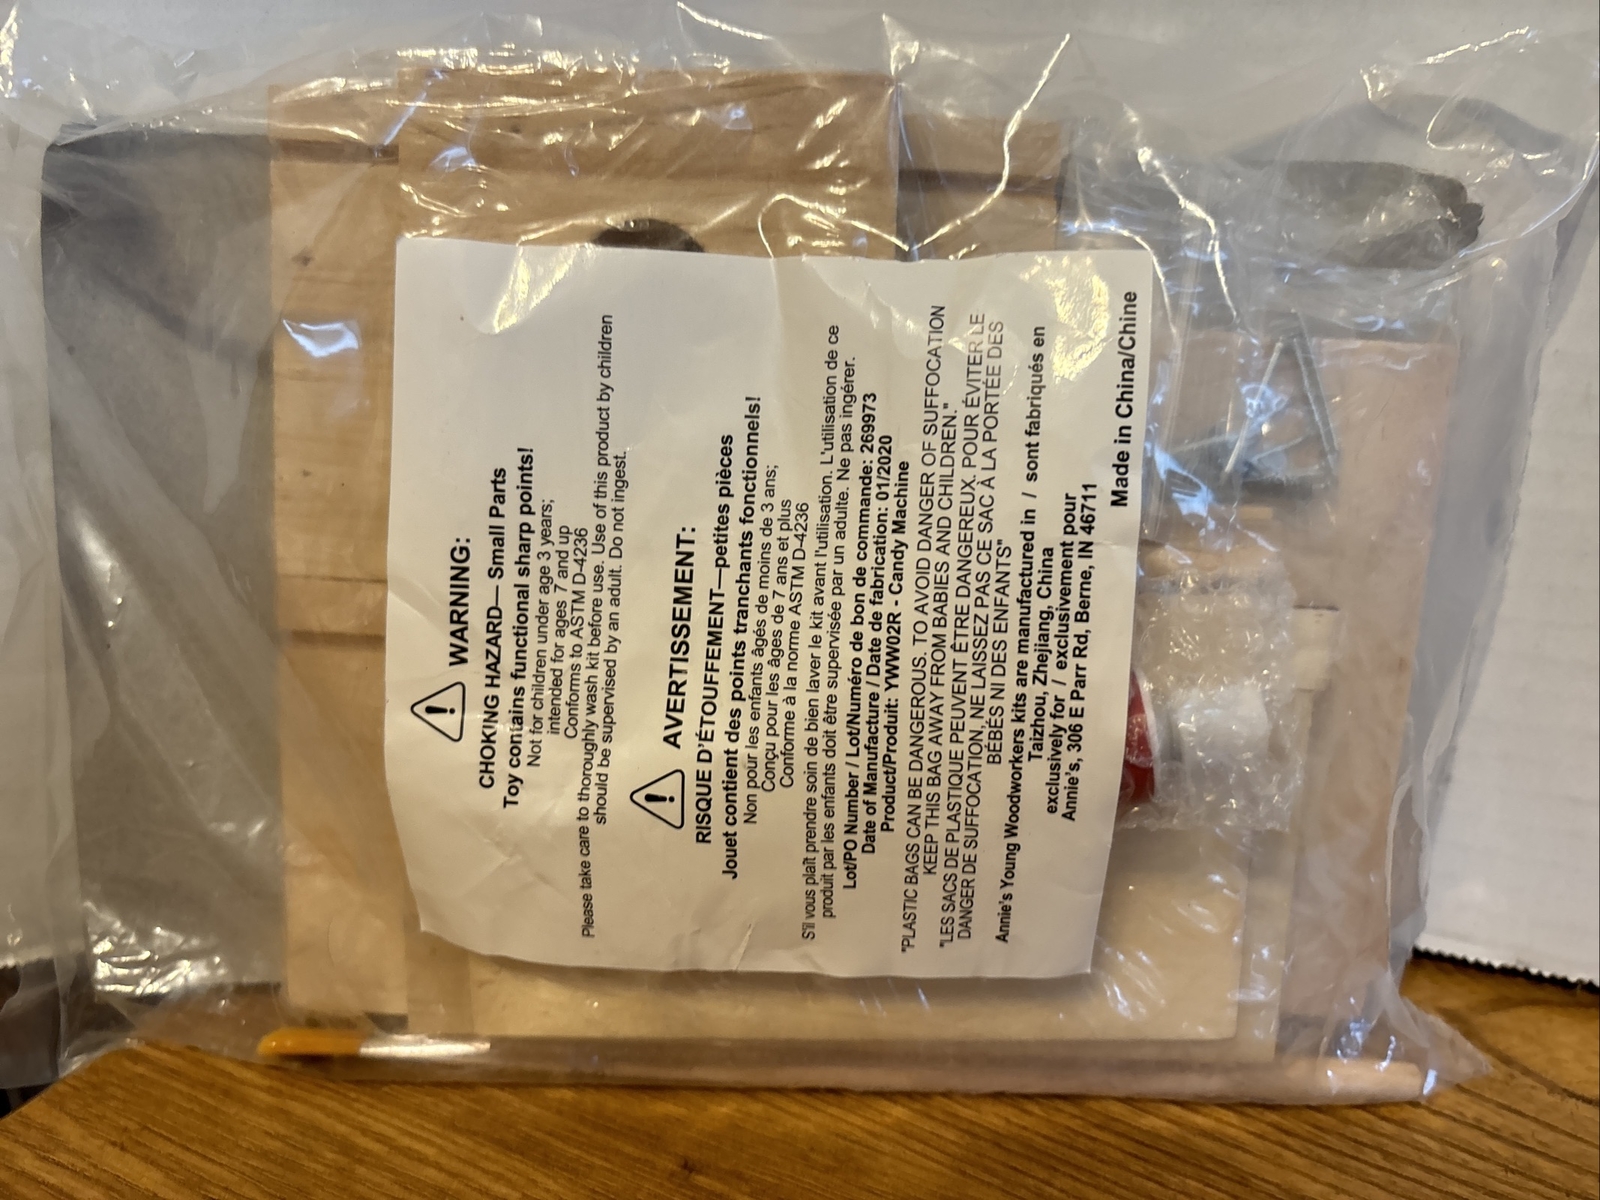 WARNING:
CHOKING HAZARD— Small Parts
Toy contains functional sharp points!
Not for children under age 3 years;
intended for ages 7 and up
Conforms to ASTM D-4236
Please take care to thoroughly wash kit before use. Use of this product by children
should be supervised by an adult. Do not ingest.
AVERTISSEMENT:
RISQUE D'ÉTOUFFEMENT—petites pièces
Jouet contient des points tranchants fonctionnels!
Non pour les enfants âgés de moins de 3 ans;
Conçu pour les âges de 7 ans et plus
Conforme à la norme ASTM D-4236
S'il vous plaît prendre soin de bien laver le kit avant l'utilisation. L'utilisation de ce
produit par les enfants doit être supervisée par un adulte. Ne pas ingérer.
Lot/PO Number / Lot/Numéro de bon de commande: 269973
Date of Manufacture / Date de fabrication: 01/2020
Product/Produit: YWW02R - Candy Machine
"PLASTIC BAGS CAN BE DANGEROUS. TO AVOID DANGER OF SUFFOCATION
KEEP THIS BAG AWAY FROM BABIES AND CHILDREN."
"LES SACS DE PLASTIQUE PEUVENT ÊTRE DANGEREUX. POUR ÉVITER LE
DANGER DE SUFFOCATION, NE LAISSEZ PAS CE SAC À LA PORTÉE DES
BÉBÉS NI DES ENFANTS"
Annie's Young Woodworkers kits are manufactured in / sont fabriqués en
Taizhou, Zhejiang, China
exclusively for / exclusivement pour
Annie's, 306 E Parr Rd, Berne, IN 46711
Made in China/Chine